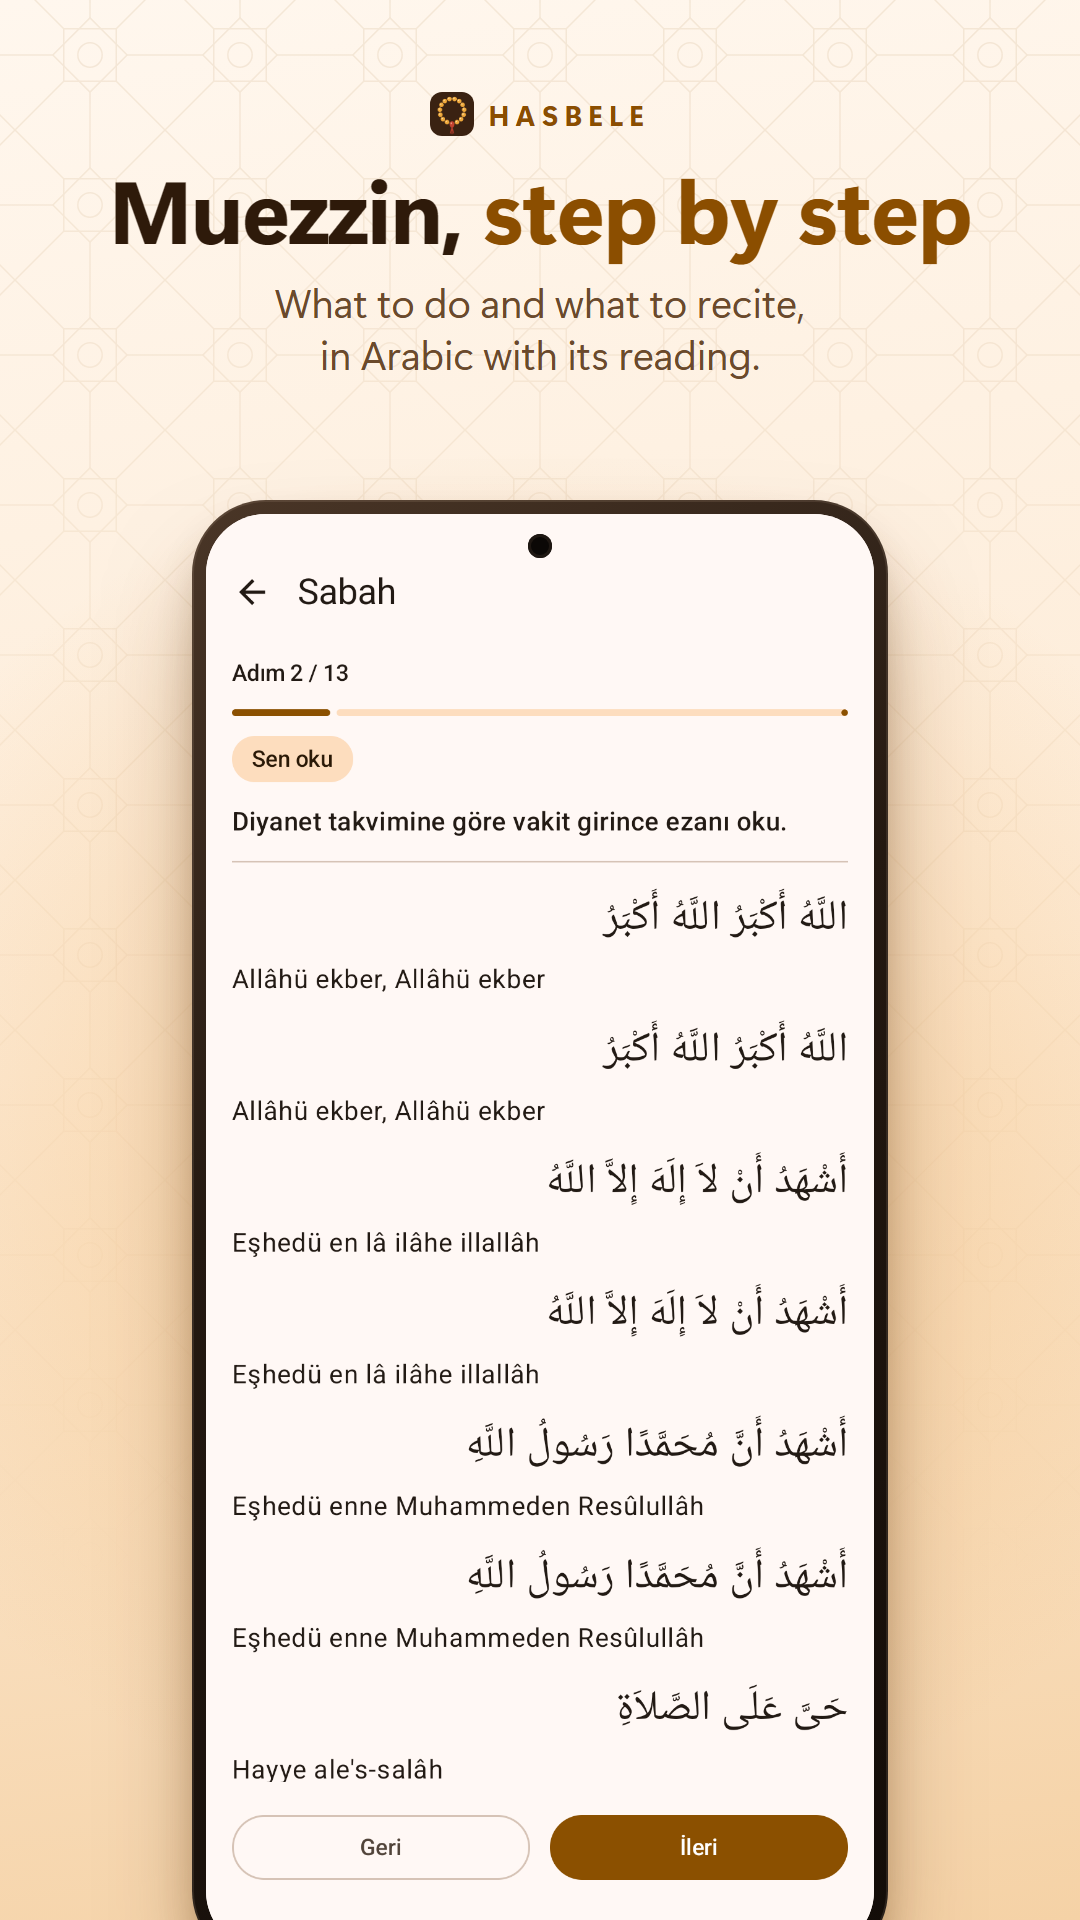 HASBELE
Muezzin, step by step
What to do and what to recite,
in Arabic with its reading.
Sabah
Adım 2 / 13
Sen oku
Diyanet takvimine göre vakit girince ezanı oku.
اللَّهُ أَكْبَرُ اللَّهُ أَكْبَرُ
Allâhü ekber, Allâhü ekber
اللَّهُ أَكْبَرُ اللَّهُ أَكْبَرُ
Allâhü ekber, Allâhü ekber
أَشْهَدُ أَنْ لاَ إِلَهَ إِلاَّ اللَّهُ
Eşhedü en lâ ilâhe illallâh
أَشْهَدُ أَنْ لاَ إِلَهَ إِلاَّ اللَّهُ
Eşhedü en lâ ilâhe illallâh
أَشْهَدُ أَنَّ مُحَمَّدًا رَسُولُ اللَّهِ
Eşhedü enne Muhammeden Resûlullâh
أَشْهَدُ أَنَّ مُحَمَّدًا رَسُولُ اللَّهِ
Eşhedü enne Muhammeden Resûlullâh
حَىَّ عَلَى الصَّلاَةِ
Hayye ale's-salâh
Geri
İleri